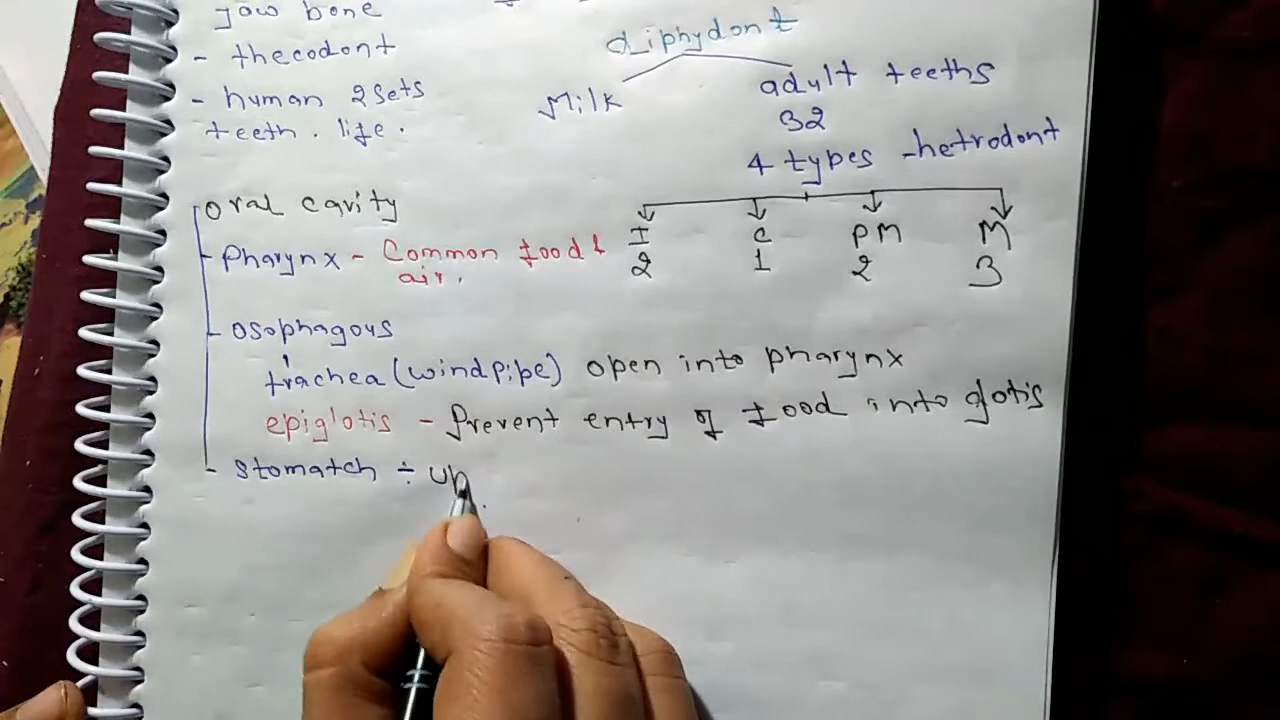 jaw bone
- thecodont
- human 2 sets
teeth. life.
diphydont
Milk
adult teeths
32
4 types - hetrodont
I C PM M
2 1 2 3
oral cavity
- Pharynx - Common food &
air.
- osophagous
trachea (windpipe) open into pharynx
epiglotis - Prevent entry of food into glotis
- stomatch ÷ up